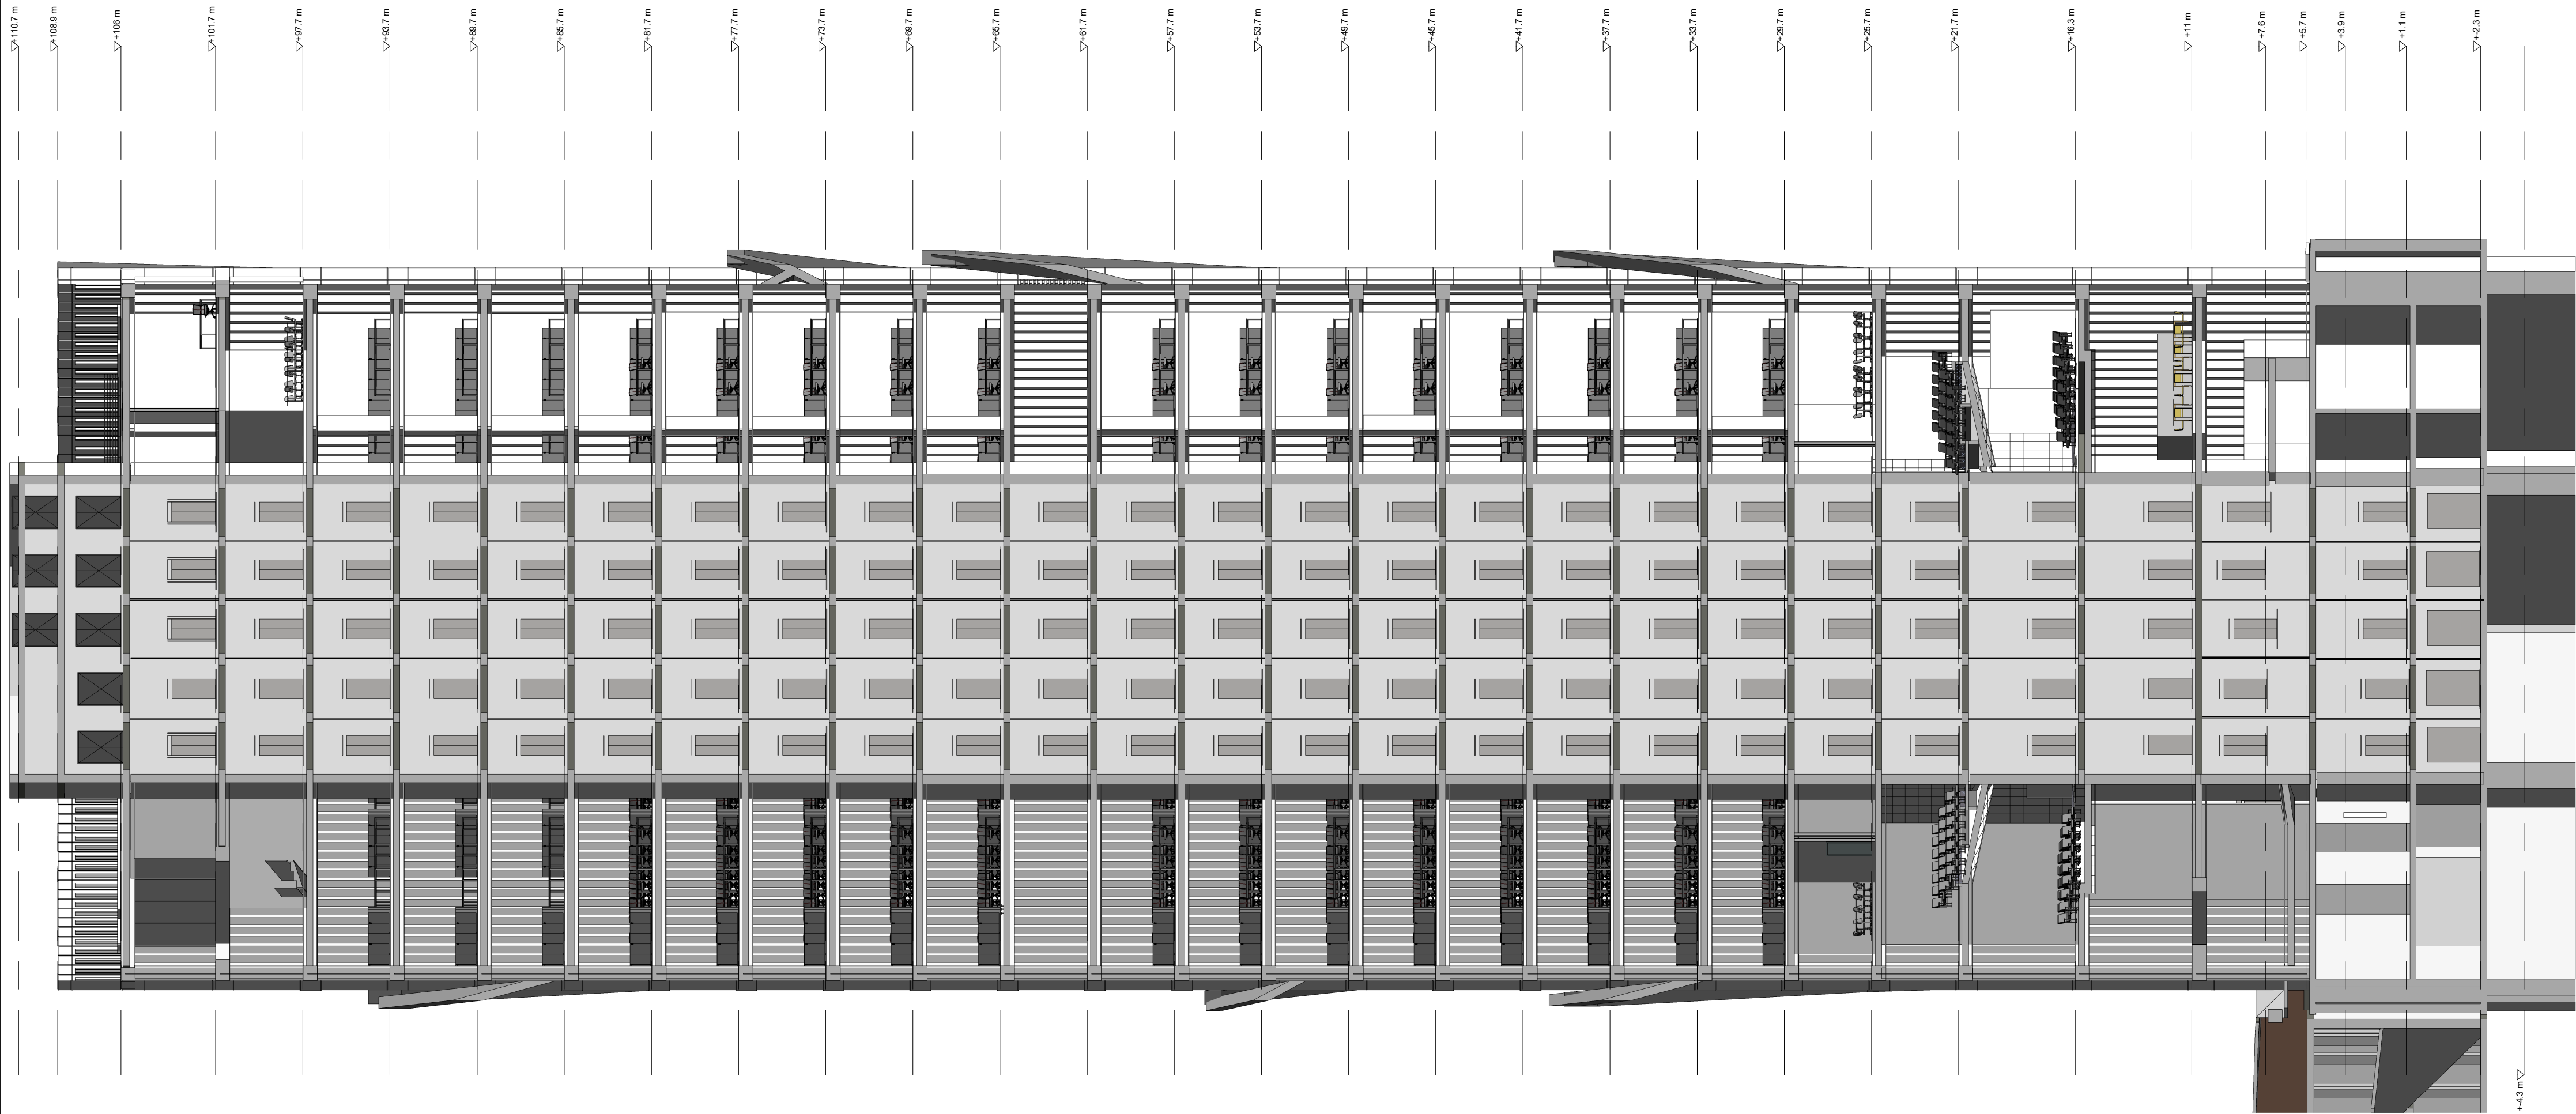 +110.7 m
+108.9 m
+106 m
+101.7 m
+97.7 m
+93.7 m
+89.7 m
+85.7 m
+81.7 m
+77.7 m
+73.7 m
+69.7 m
+65.7 m
+61.7 m
+57.7 m
+53.7 m
+49.7 m
+45.7 m
+41.7 m
+37.7 m
+33.7 m
+29.7 m
+25.7 m
+21.7 m
+16.3 m
+11 m
+7.6 m
+5.7 m
+3.9 m
+1.1 m
+-2.3 m
+-4.3 m